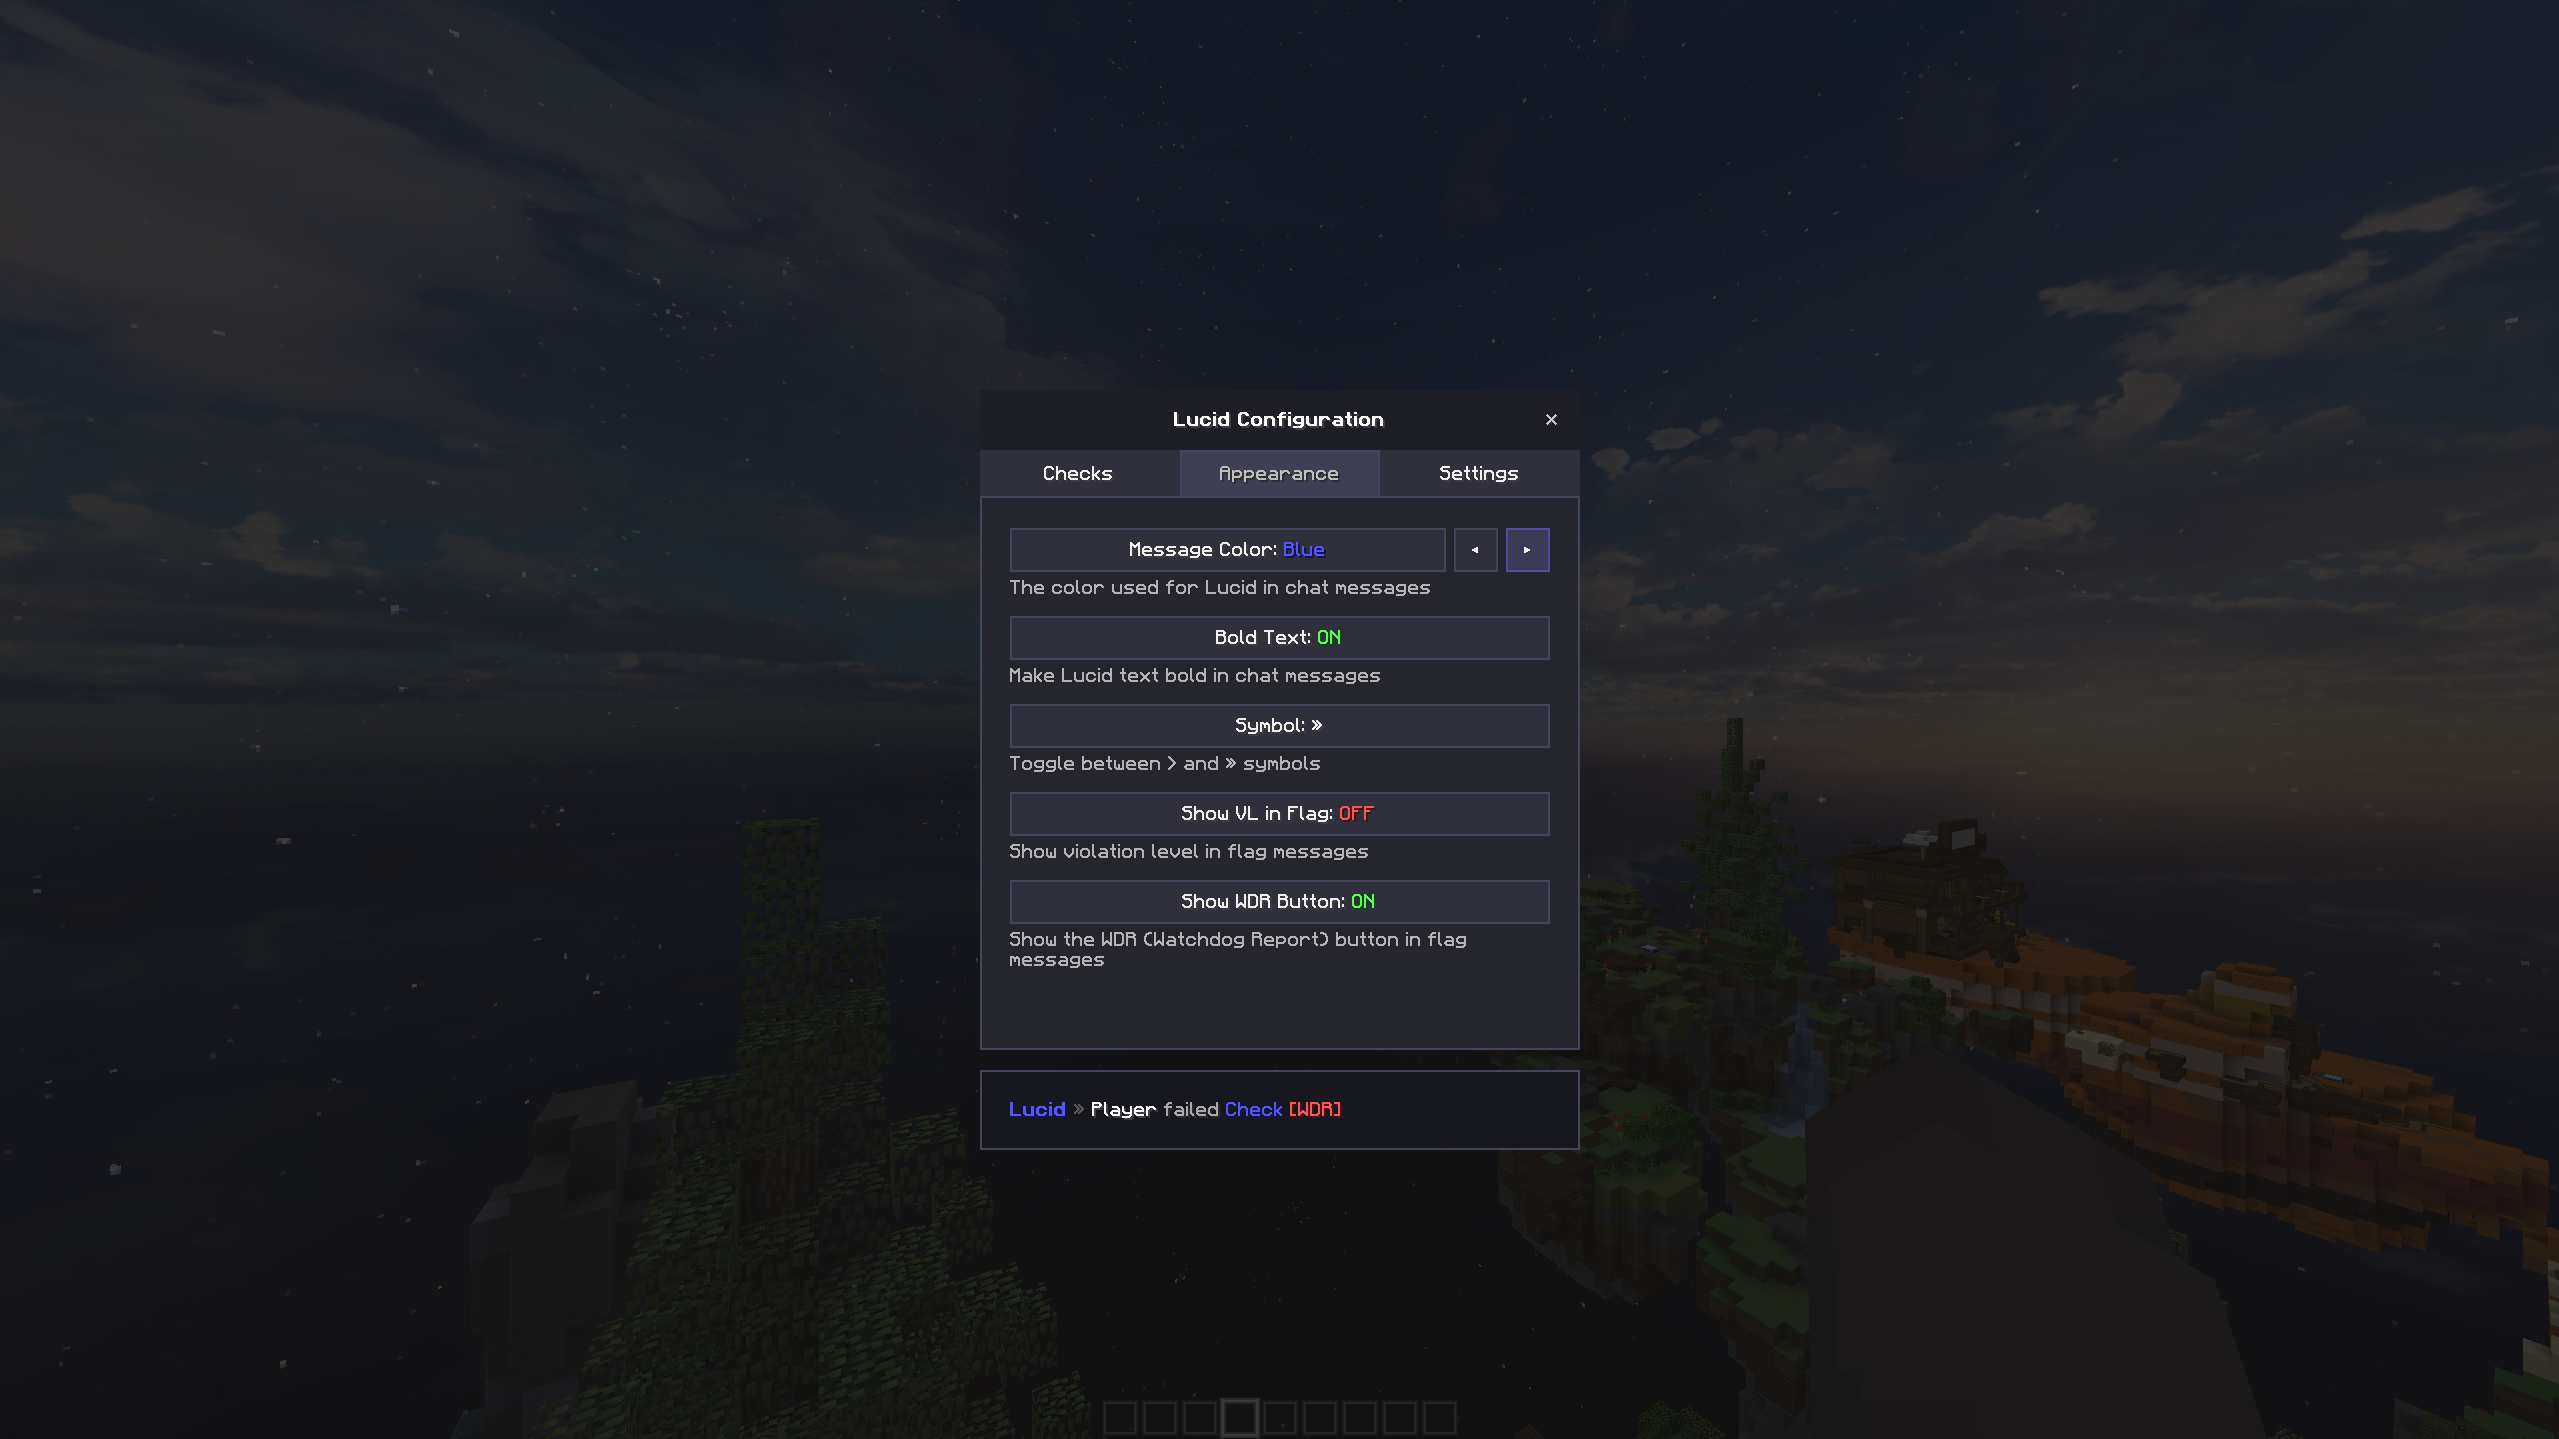 Lucid Configuration ×
Checks Appearance Settings
Message Color: Blue ◂ ▸
The color used for Lucid in chat messages
Bold Text: ON
Make Lucid text bold in chat messages
Symbol: »
Toggle between > and » symbols
Show VL in Flag: OFF
Show violation level in flag messages
Show WDR Button: ON
Show the WDR (Watchdog Report) button in flag
messages
Lucid » Player failed Check [WDR]